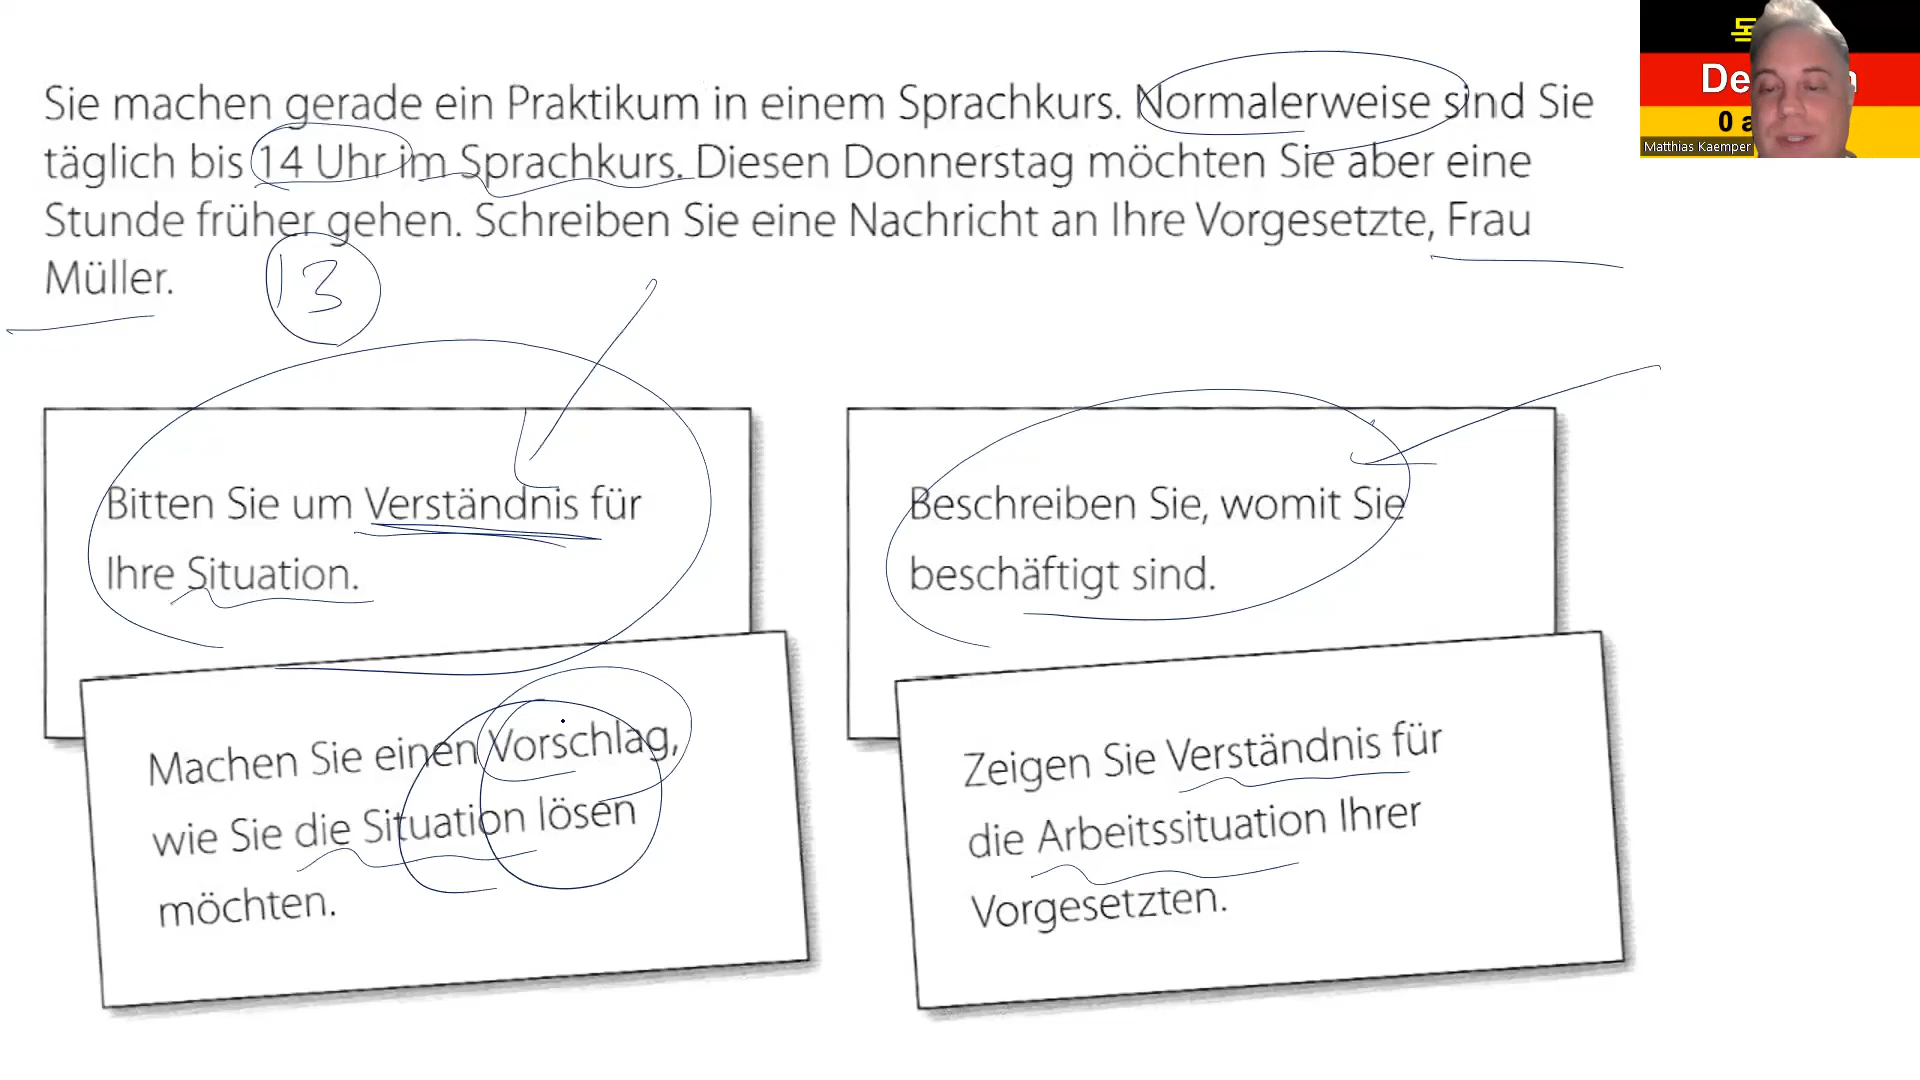 Sie machen gerade ein Praktikum in einem Sprachkurs. Normalerweise sind Sie
täglich bis 14 Uhr im Sprachkurs. Diesen Donnerstag möchten Sie aber eine
Stunde früher gehen. Schreiben Sie eine Nachricht an Ihre Vorgesetzte, Frau
Müller.
13
Bitten Sie um Verständnis für
Ihre Situation.
Machen Sie einen Vorschlag,
wie Sie die Situation lösen
möchten.
Beschreiben Sie, womit Sie
beschäftigt sind.
Zeigen Sie Verständnis für
die Arbeitssituation Ihrer
Vorgesetzten.
De n
0 a
Matthias Kaemper